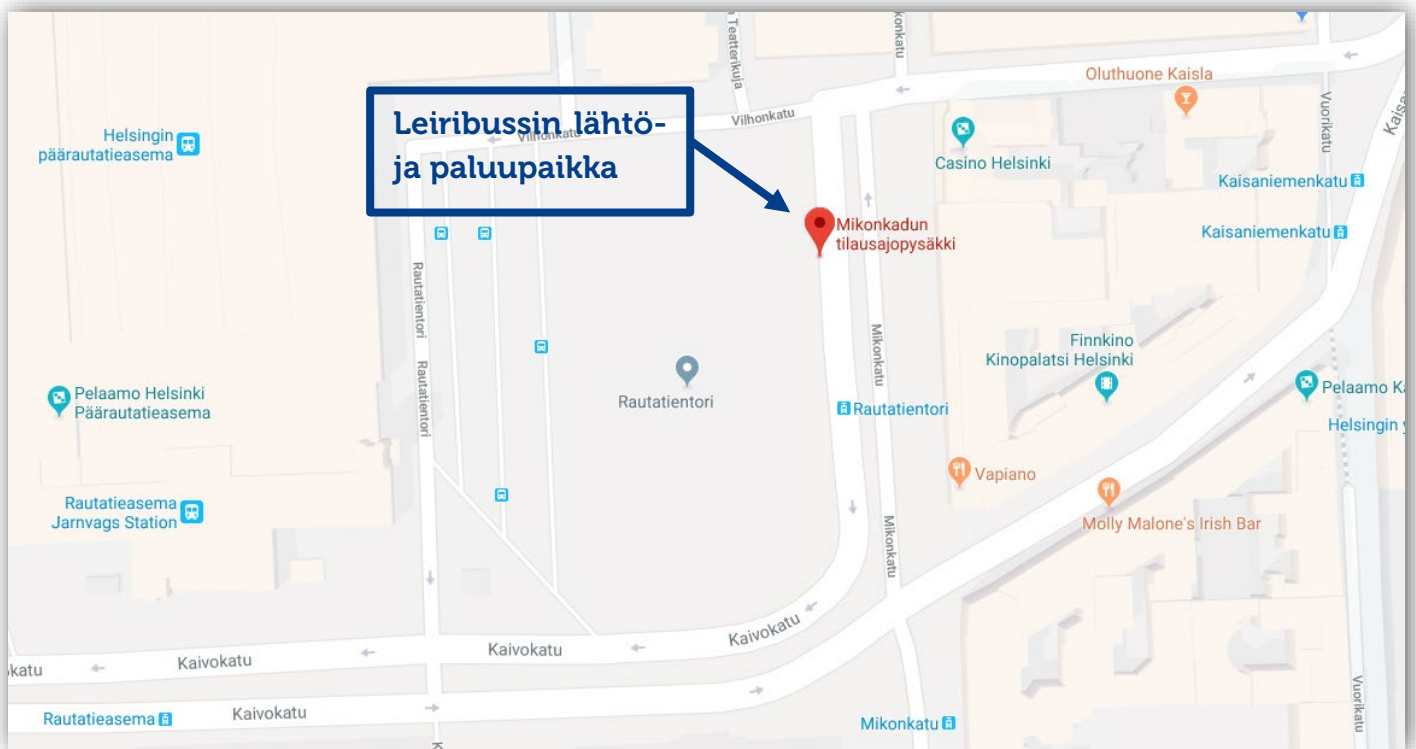 Leiribussin lähtö-
ja paluupaikka
n Teatterikuja
konkatu
Oluthuone Kaisla
Vuorikatu
Kaisa
Helsingin
päärautatieasema
Vilhonkatu
Vilhonkatu
Casino Helsinki
Kaisaniemenkatu
Mikonkadun
tilausajopysäkki
Kaisaniemenkatu
Rautatientori
Mikonkatu
Finnkino
Kinopalatsi Helsinki
Rautatientori
Pelaamo Helsinki
Päärautatieasema
Rautatientori
Rautatientori
Pelaamo K
Helsingin y
Vapiano
Rautatieasema
Jarnvags Station
Mikonkatu
Molly Malone's Irish Bar
Kaivokatu
Kaivokatu
Kaivokatu
katu
Vuorikatu
Rautatieasema
Kaivokatu
Mikonkatu
K